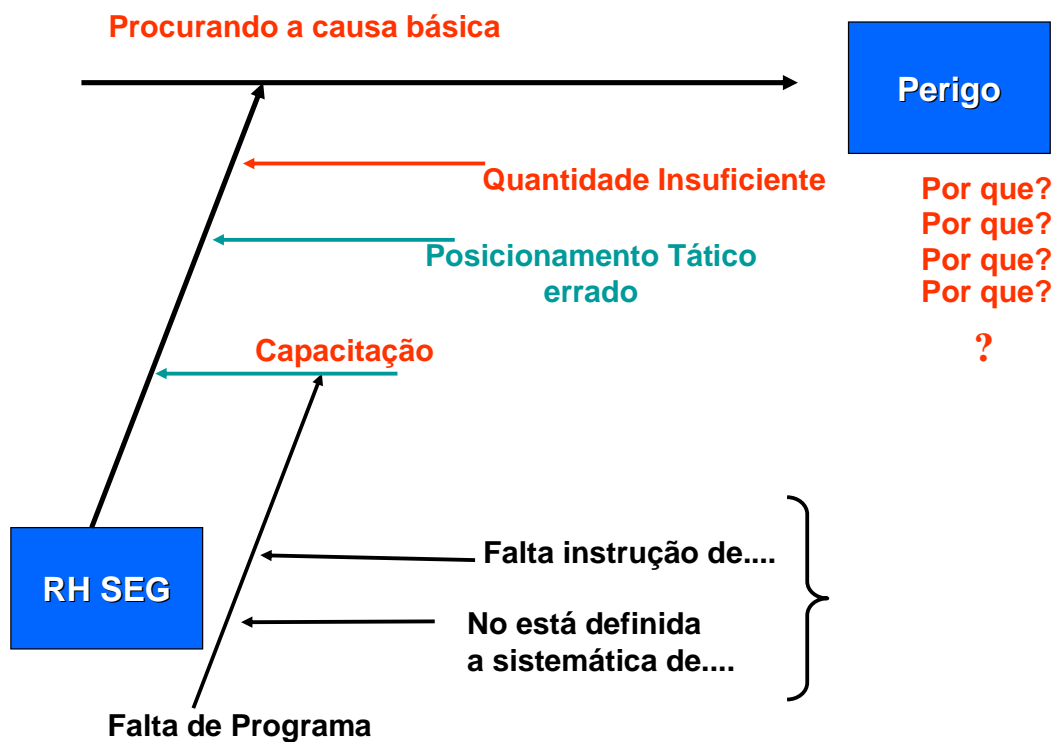 Procurando a causa básica
Perigo
Quantidade Insuficiente
Por que?
Por que?
Por que?
Por que?
?
Posicionamento Tático
errado
Capacitação
RH SEG
Falta instrução de....
No está definida
a sistemática de....
Falta de Programa